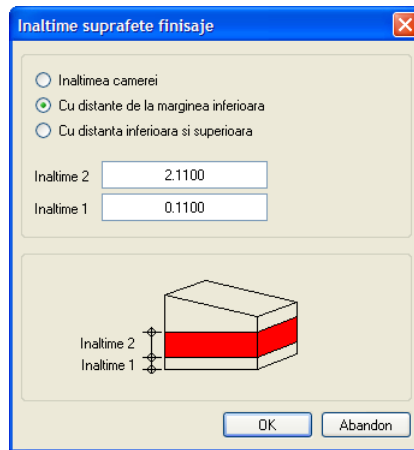 Inaltime suprafete finisaje
Inaltimea camerei
Cu distante de la marginea inferioara
Cu distanta inferioara si superioara
Inaltime 2 2.1100
Inaltime 1 0.1100
Inaltime 2
Inaltime 1
OK Abandon